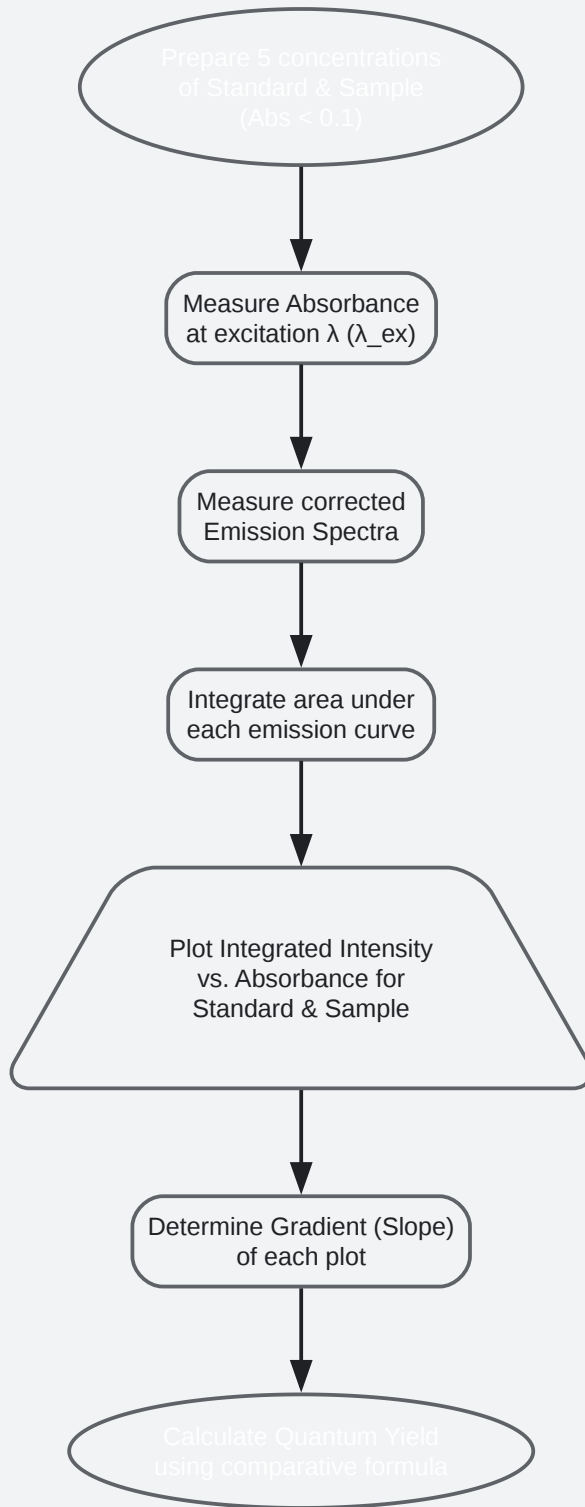 Prepare 5 concentrations
of Standard & Sample
(Abs < 0.1)
Measure Absorbance
at excitation λ (λ_ex)
Measure corrected
Emission Spectra
Integrate area under
each emission curve
Plot Integrated Intensity
vs. Absorbance for
Standard & Sample
Determine Gradient (Slope)
of each plot
Calculate Quantum Yield
using comparative formula